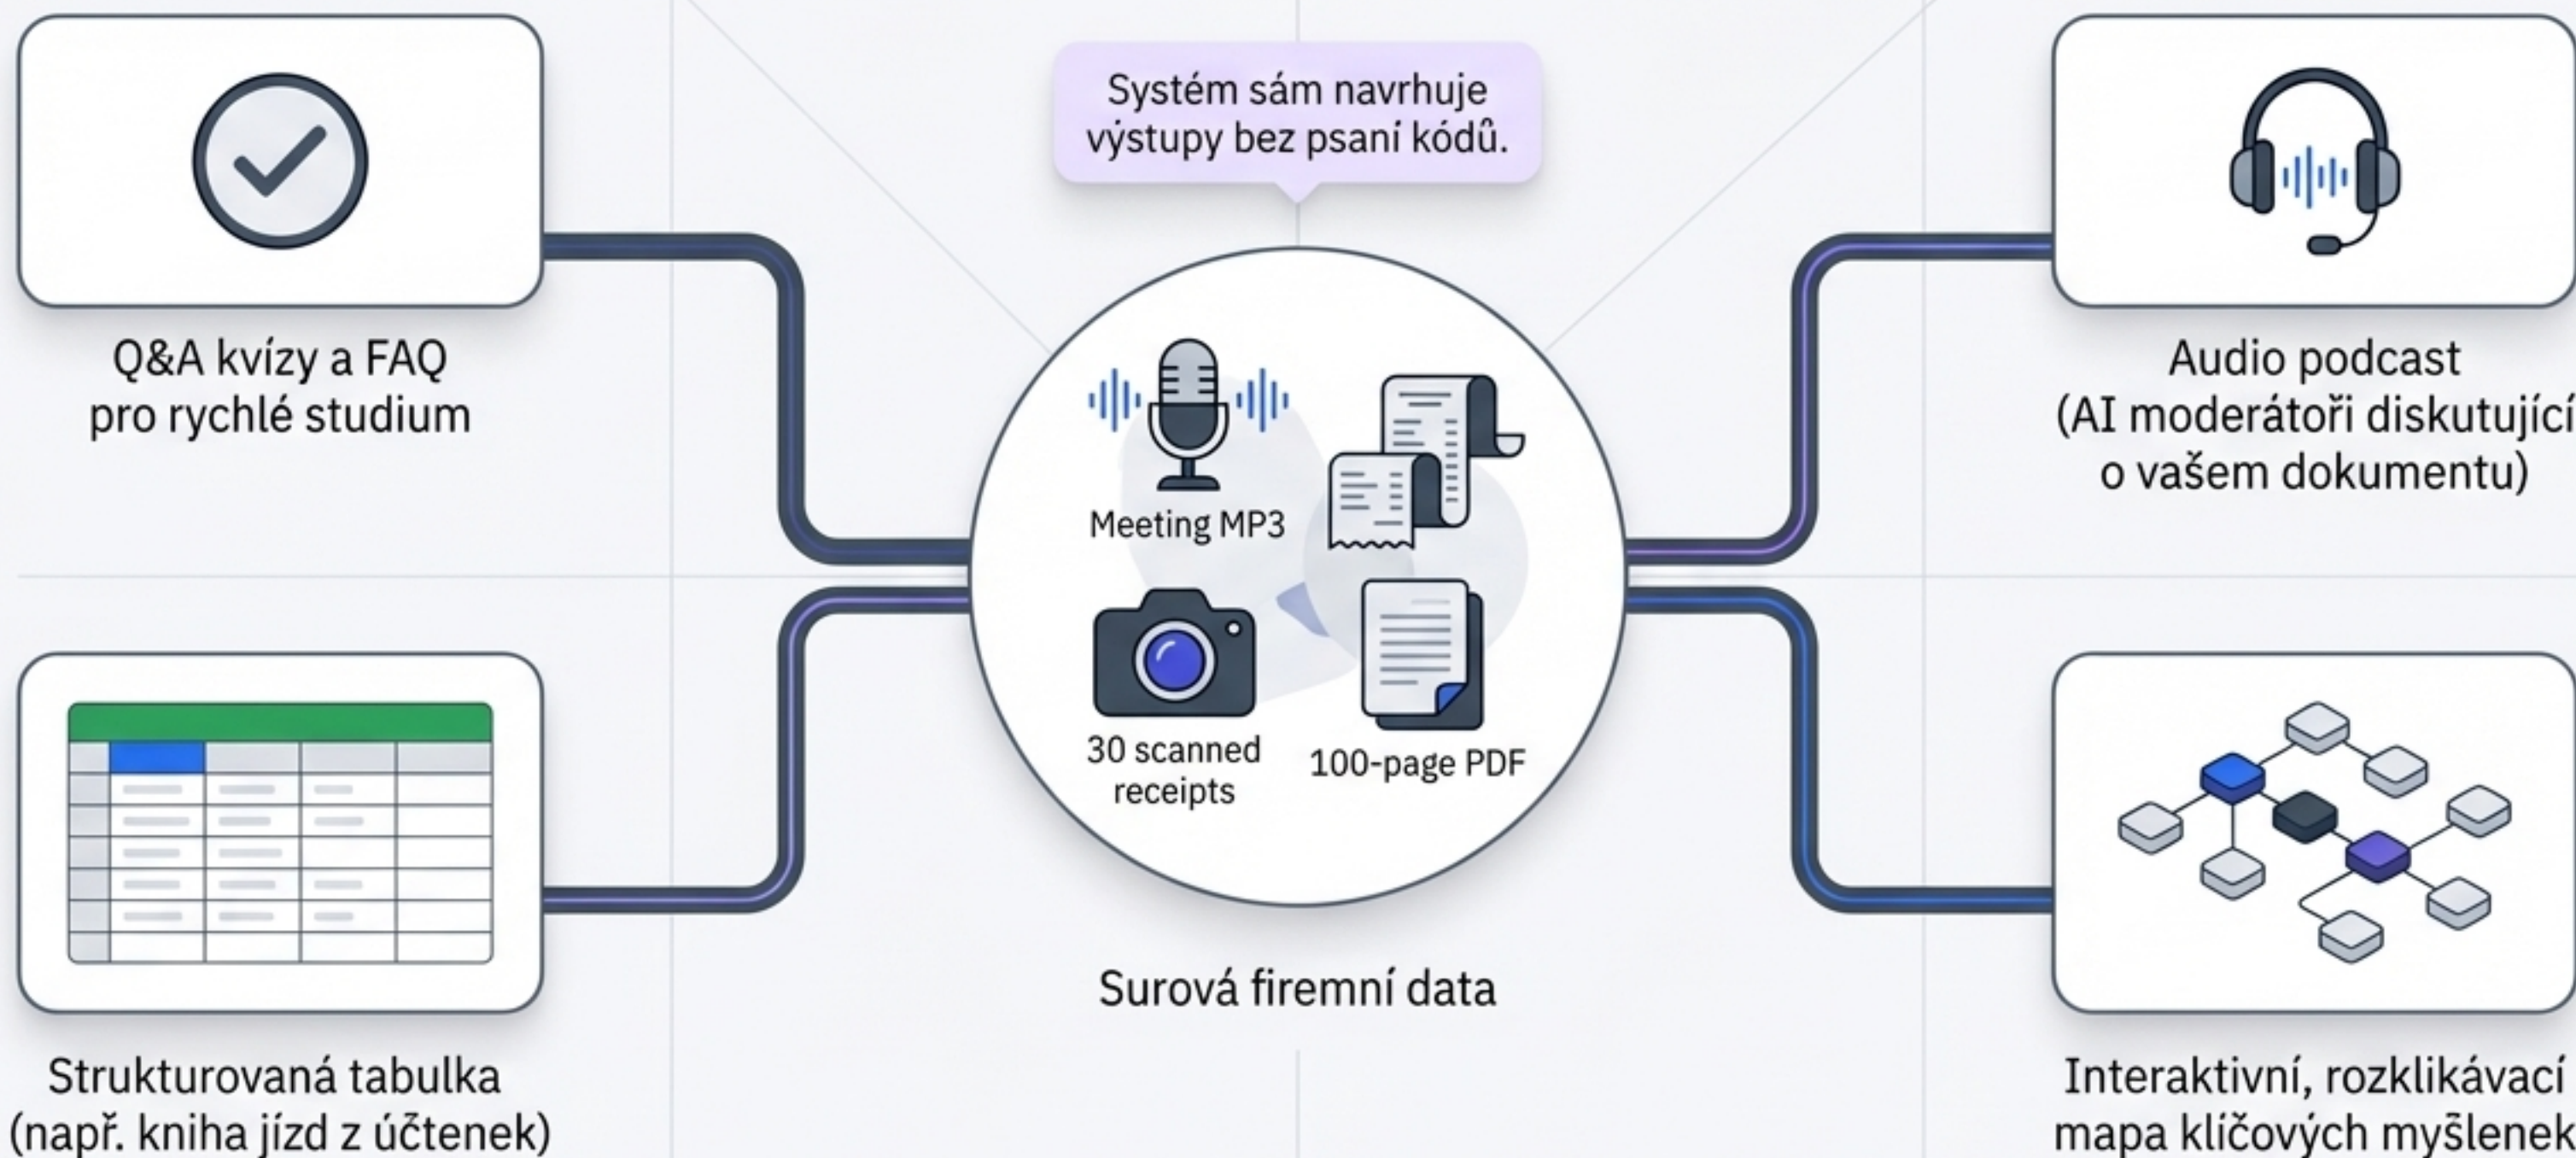 Systém sám navrhuje
výstupy bez psaní kódů.
Q&A kvízy a FAQ
pro rychlé studium
Audio podcast
(AI moderátoři diskutující
o vašem dokumentu)
Meeting MP3
30 scanned
receipts
100-page PDF
Surová firemní data
Strukturovaná tabulka
(např. kniha jízd z účtenek)
Interaktivní, rozklikávací
mapa klíčových myšlenek